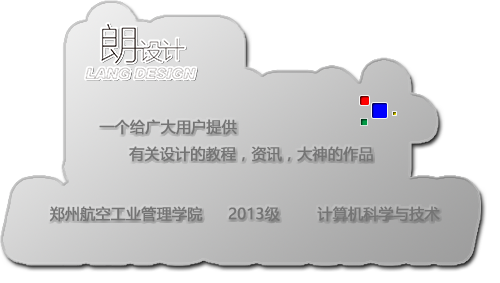 朗设计
LANG DESIGN
一个给广大用户提供
有关设计的教程，资讯，大神的作品
郑州航空工业管理学院 2013级 计算机科学与技术